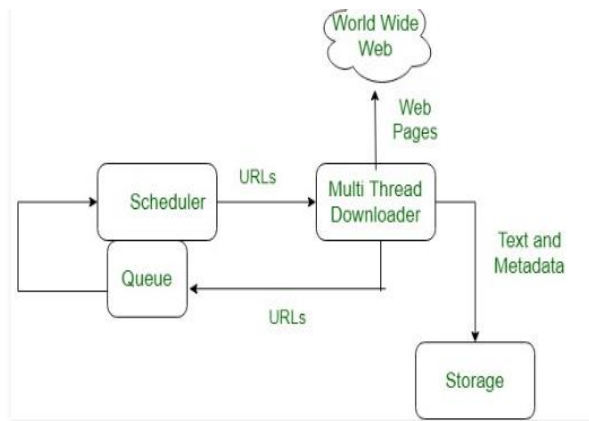 World Wide
Web
Web
Pages
URLs
Scheduler
Multi Thread
Downloader
Text and
Metadata
Queue
URLs
Storage